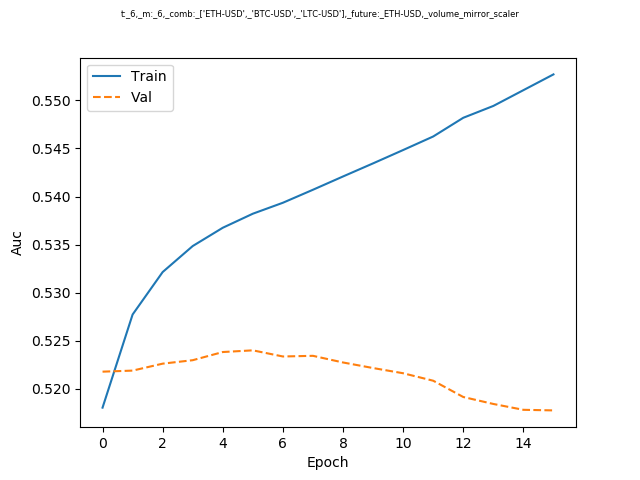 t:_6,_m:_6,_comb:_['ETH-USD',_'BTC-USD',_'LTC-USD'],_future:_ETH-USD,_volume_mirror_scaler
Train
Val
0.550
0.545
0.540
0.535
0.530
0.525
0.520
Auc
0 2 4 6 8 10 12 14
Epoch